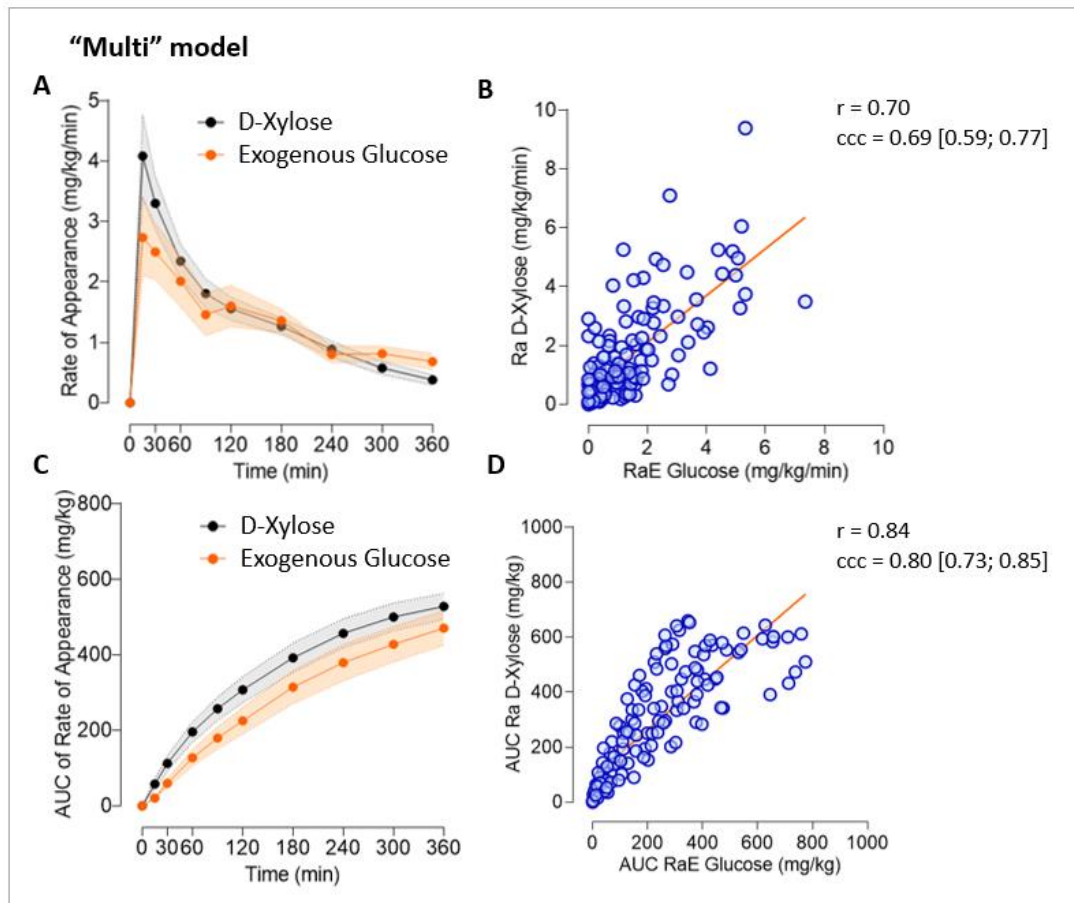 “Multi” model
A
Rate of Appearance (mg/kg/min)
5
4
3
2
1
0
D-Xylose
Exogenous Glucose
0 30 60 120 180 240 300 360
Time (min)
B
Ra D-Xylose (mg/kg/min)
10
8
6
4
2
0
r = 0.70
ccc = 0.69 [0.59; 0.77]
0 2 4 6 8 10
RaE Glucose (mg/kg/min)
C
AUC of Rate of Appearance (mg/kg)
800
600
400
200
0
D-Xylose
Exogenous Glucose
0 30 60 120 180 240 300 360
Time (min)
D
AUC Ra D-Xylose (mg/kg)
1000
800
600
400
200
0
r = 0.84
ccc = 0.80 [0.73; 0.85]
0 200 400 600 800 1000
AUC RaE Glucose (mg/kg)